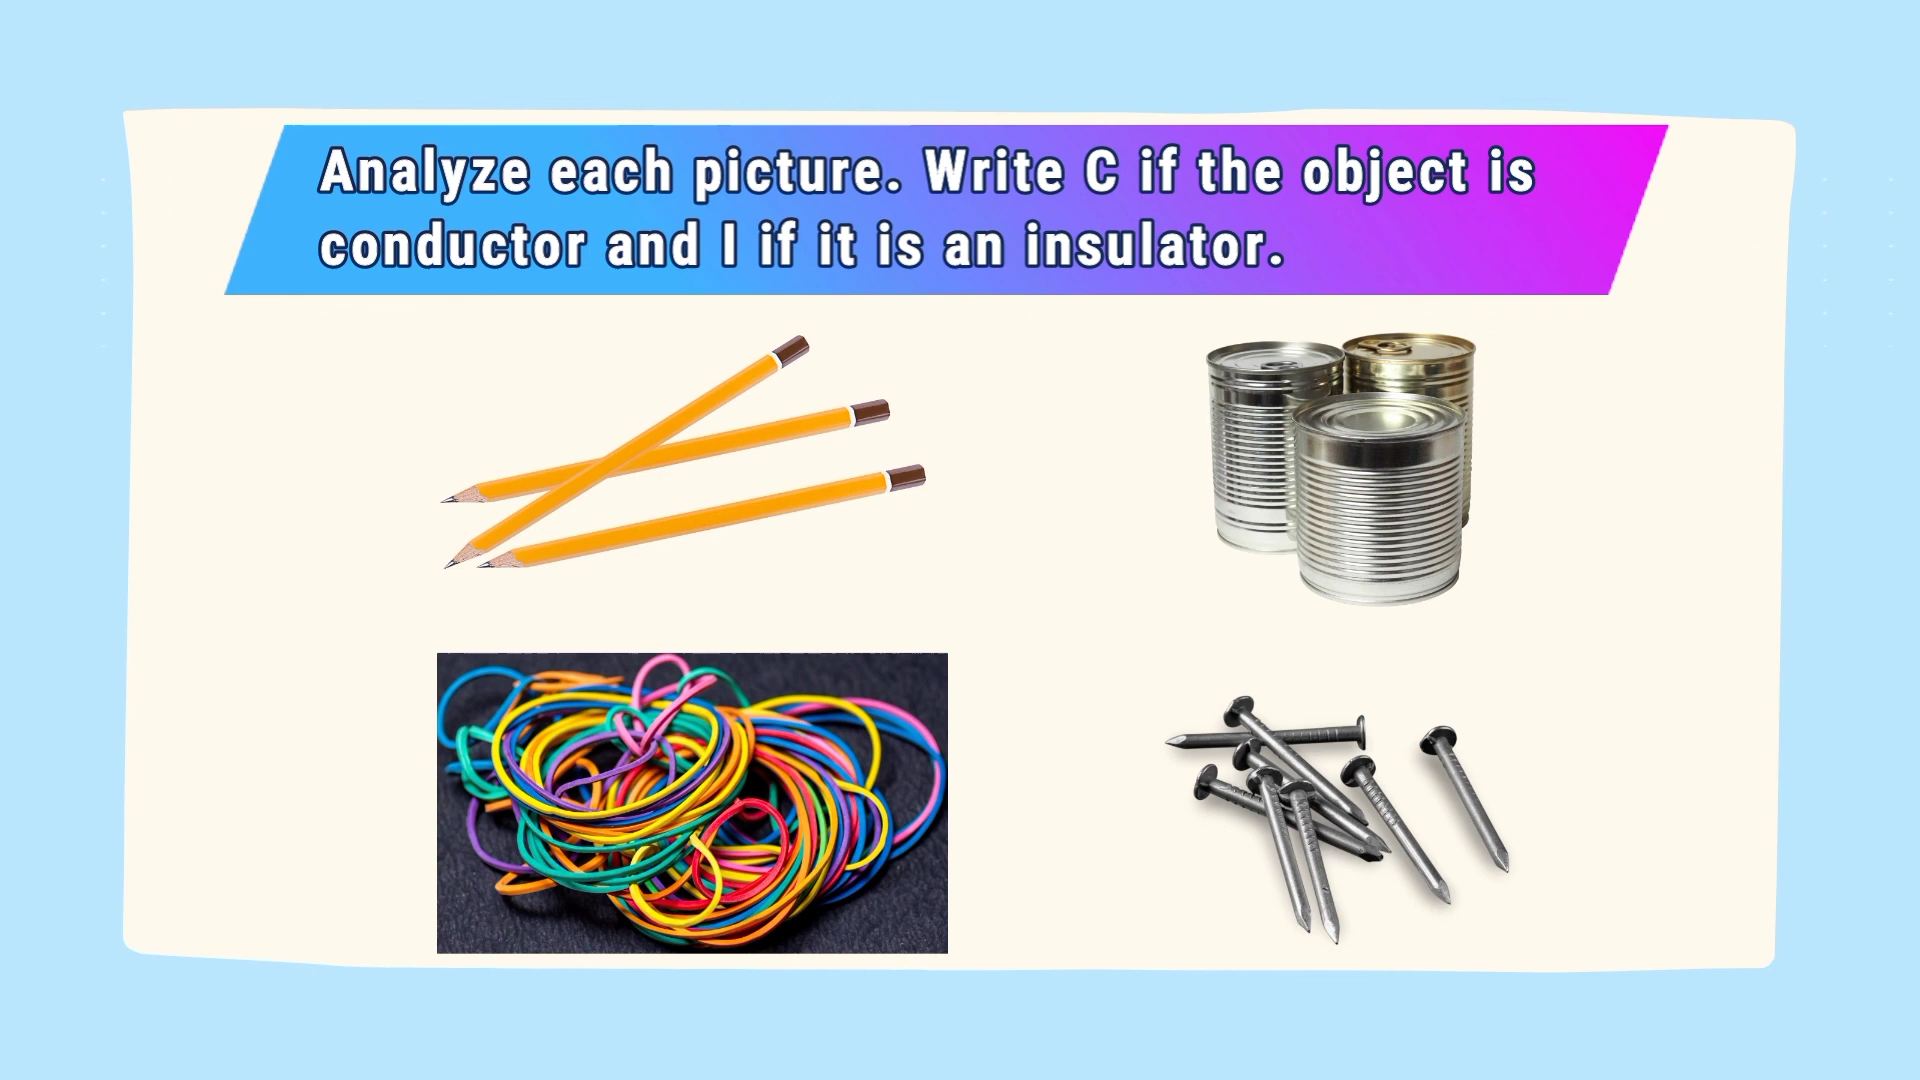 Analyze each picture. Write C if the object is
conductor and I if it is an insulator.